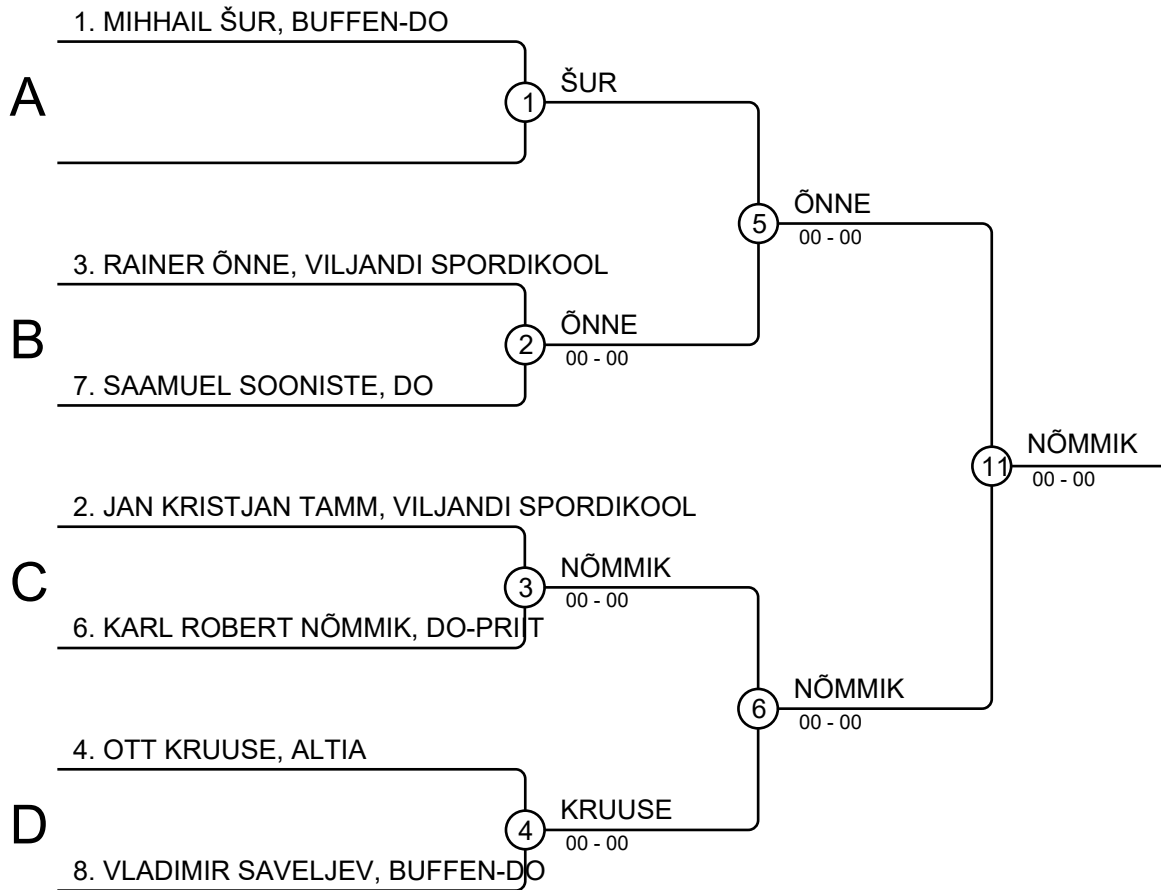 1. MIHHAIL ŠUR, BUFFEN-DO
A
1
ŠUR
5
ÕNNE
00 - 00
3. RAINER ÕNNE, VILJANDI SPORDIKOOL
B
2
ÕNNE
00 - 00
7. SAAMUEL SOONISTE, DO
11
NÕMMIK
00 - 00
2. JAN KRISTJAN TAMM, VILJANDI SPORDIKOOL
C
3
NÕMMIK
00 - 00
6. KARL ROBERT NÕMMIK, DO-PRIIT
6
NÕMMIK
00 - 00
4. OTT KRUUSE, ALTIA
D
4
KRUUSE
00 - 00
8. VLADIMIR SAVELJEV, BUFFEN-DO